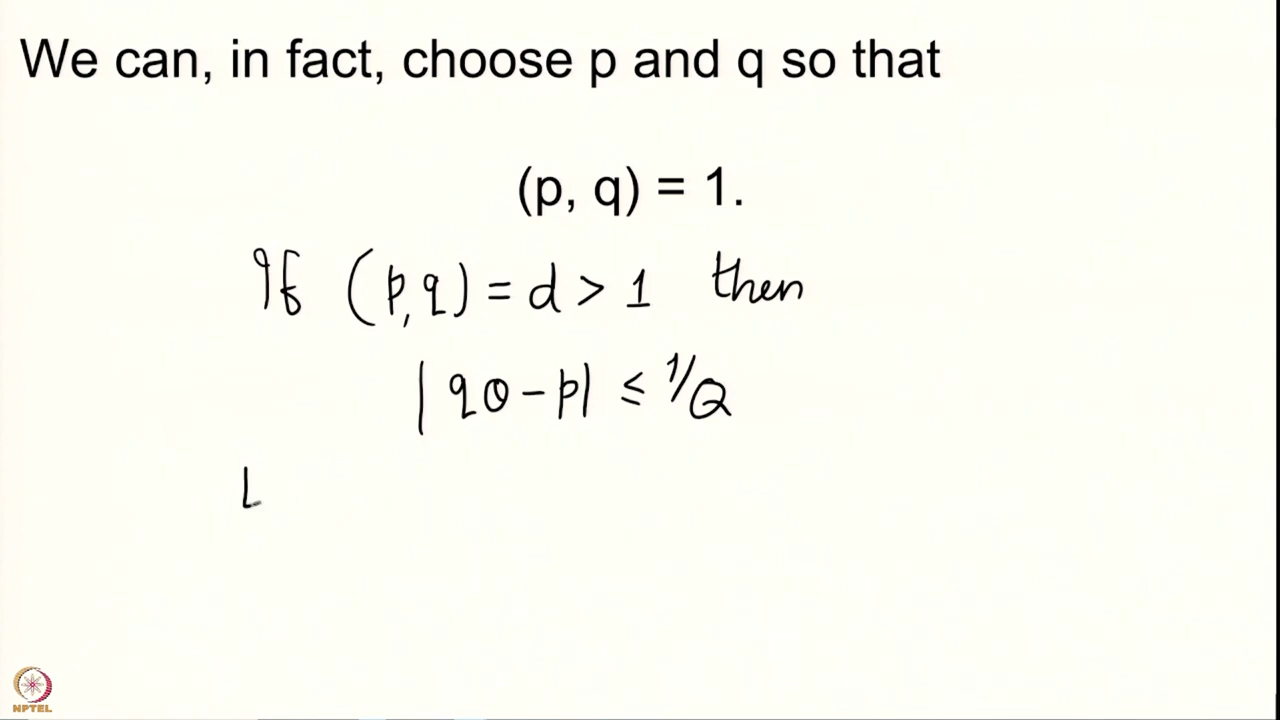 We can, in fact, choose p and q so that
(p, q) = 1.
If (p, q) = d > 1 then
| qθ - p| ≤ 1/Q
L
NPTEL